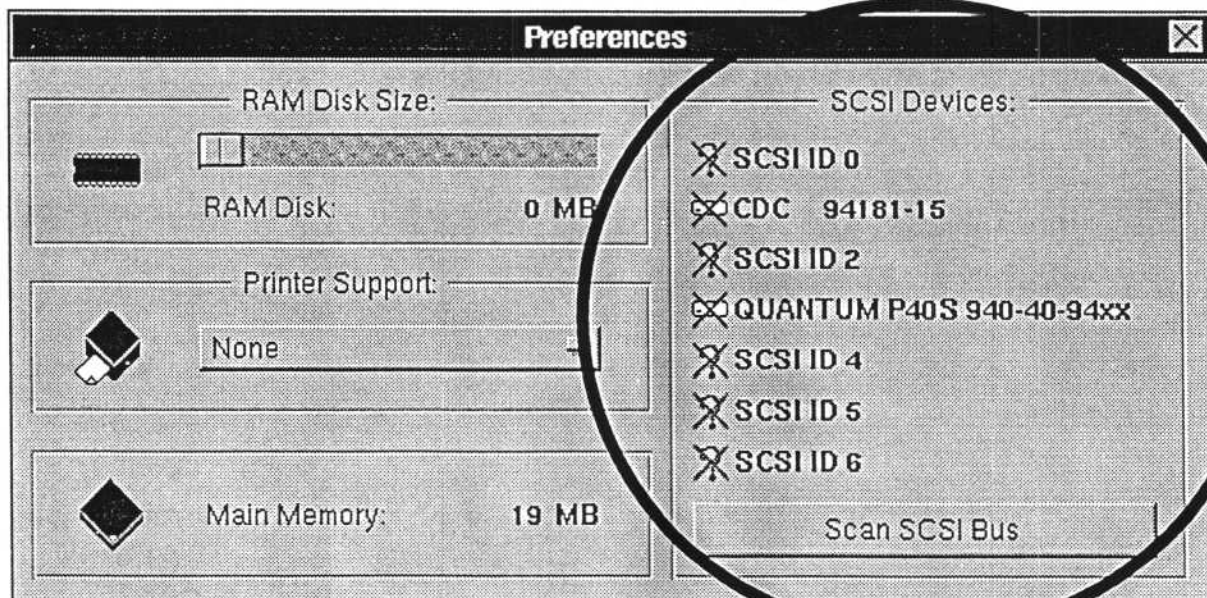 Preferences
RAM Disk Size:
RAM Disk: 0 MB
Printer Support:
None
Main Memory: 19 MB
SCSI Devices:
SCSI ID 0
CDC 94181-15
SCSI ID 2
QUANTUM P40S 940-40-94xx
SCSI ID 4
SCSI ID 5
SCSI ID 6
Scan SCSI Bus